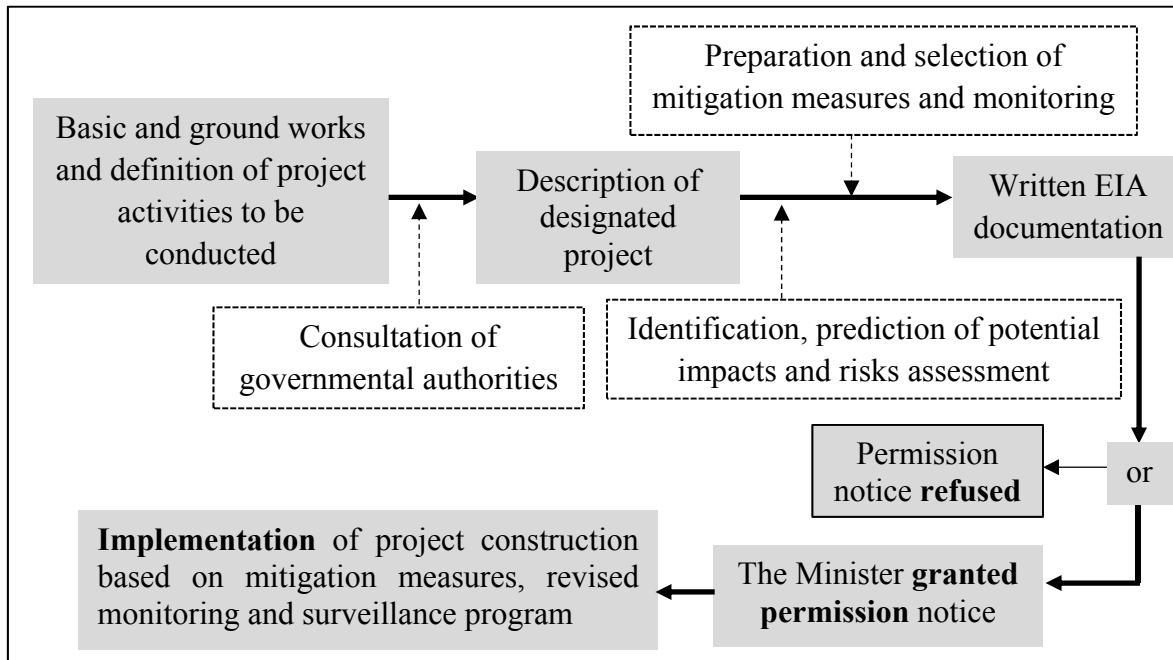 Preparation and selection of
mitigation measures and monitoring
Basic and ground works
and definition of project
activities to be
conducted
Description of
designated
project
Written EIA
documentation
Consultation of
governmental authorities
Identification, prediction of potential
impacts and risks assessment
Permission
notice refused
or
Implementation of project construction
based on mitigation measures, revised
monitoring and surveillance program
The Minister granted
permission notice